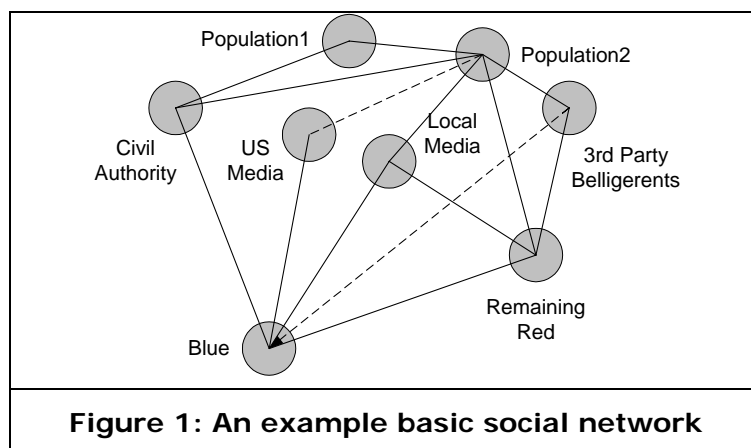 Population1
Population2
Civil
Authority
US
Media
Local
Media
3rd Party
Belligerents
Remaining
Red
Blue
Figure 1: An example basic social network